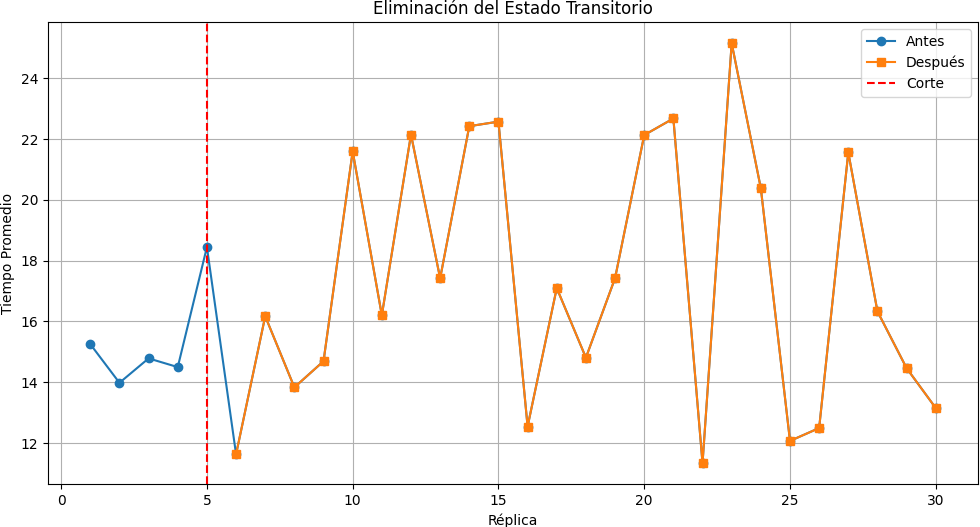 Eliminación del Estado Transitorio
Antes
Después
Corte
Tiempo Promedio
24
22
20
18
16
14
12
0
5
10
15
20
25
30
Réplica